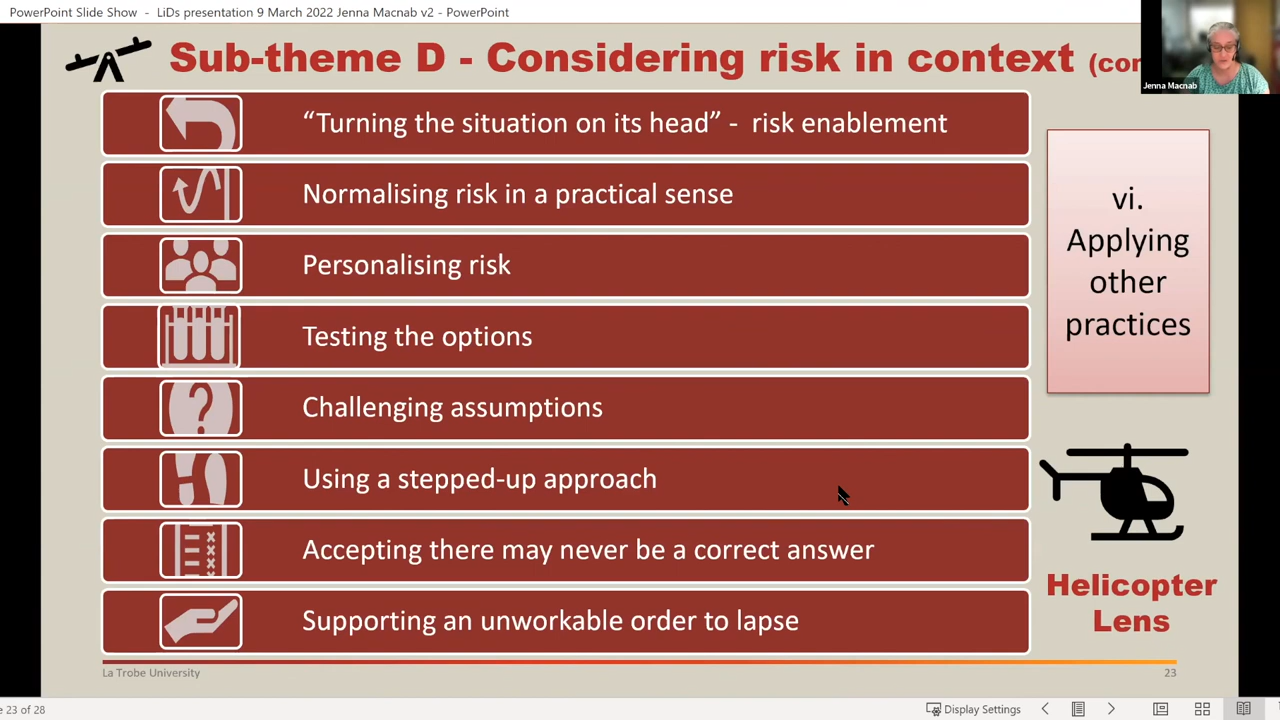 PowerPoint Slide Show - LiDs presentation 9 March 2022 Jenna Macnab v2 - PowerPoint
Sub-theme D - Considering risk in context (cor
Jenna Macnab
“Turning the situation on its head” - risk enablement
Normalising risk in a practical sense
Personalising risk
Testing the options
Challenging assumptions
Using a stepped-up approach
Accepting there may never be a correct answer
Supporting an unworkable order to lapse
vi.
Applying
other
practices
Helicopter
Lens
La Trobe University
23
e 23 of 28
Display Settings